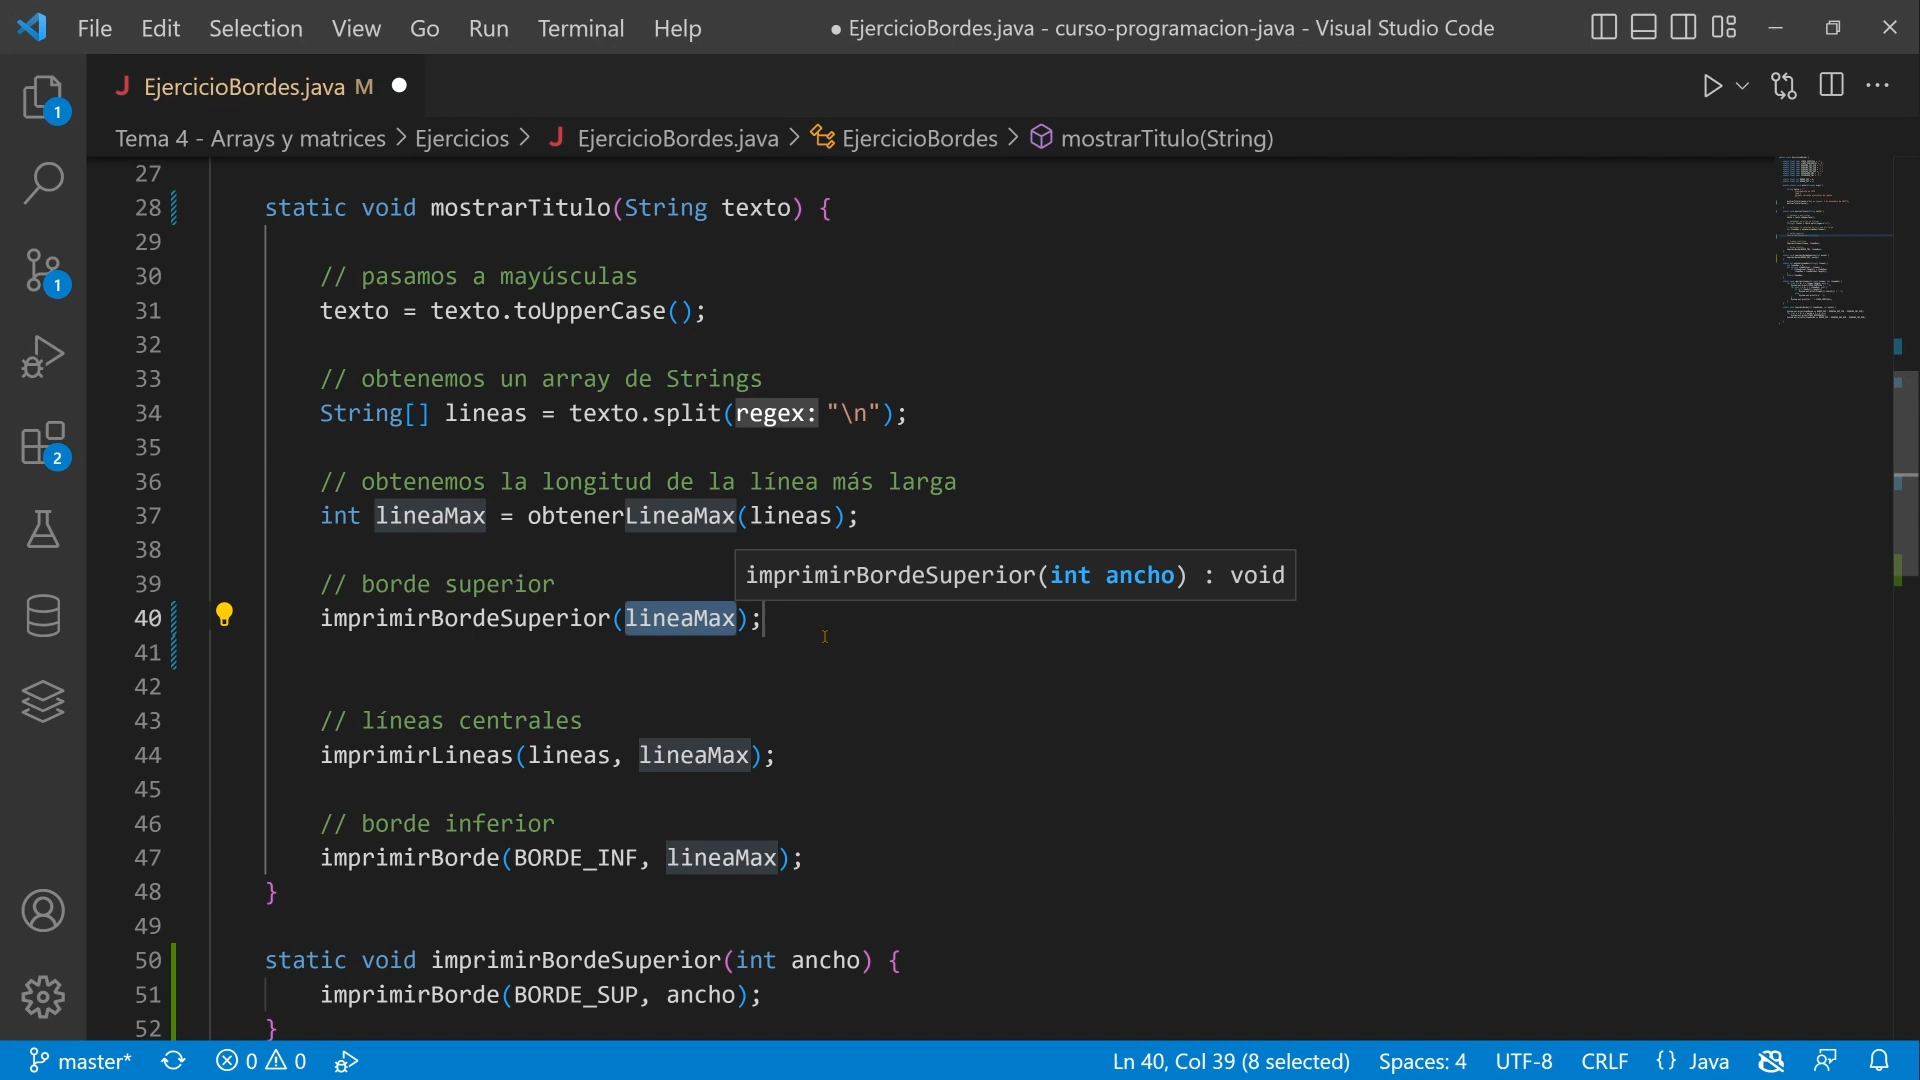 File Edit Selection View Go Run Terminal Help ● EjercicioBordes.java - curso-programacion-java - Visual Studio Code
J EjercicioBordes.java M
Tema 4 - Arrays y matrices > Ejercicios > J EjercicioBordes.java > EjercicioBordes > mostrarTitulo(String)
27
28 static void mostrarTitulo(String texto) {
29
30 // pasamos a mayúsculas
31 texto = texto.toUpperCase();
32
33 // obtenemos un array de Strings
34 String[] lineas = texto.split(regex: "\n");
35
36 // obtenemos la longitud de la línea más larga
37 int lineaMax = obtenerLineaMax(lineas);
38
imprimirBordeSuperior(int ancho) : void
39 // borde superior
40 imprimirBordeSuperior(lineaMax);
41
42
43 // líneas centrales
44 imprimirLineas(lineas, lineaMax);
45
46 // borde inferior
47 imprimirBorde(BORDE_INF, lineaMax);
48 }
49
50 static void imprimirBordeSuperior(int ancho) {
51 imprimirBorde(BORDE_SUP, ancho);
52 }
1
1
2
master* 0 0 Ln 40, Col 39 (8 selected) Spaces: 4 UTF-8 CRLF {} Java